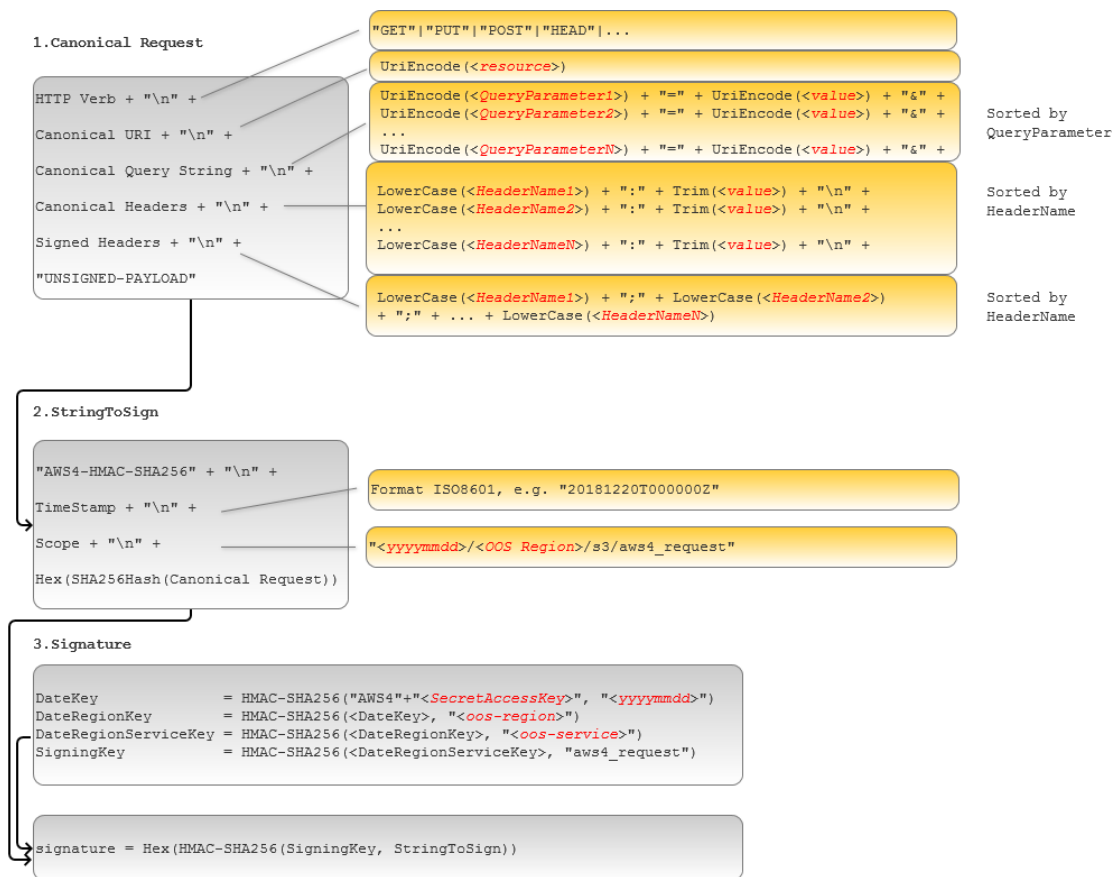 1.Canonical Request
HTTP Verb + "\n" +
Canonical URI + "\n" +
Canonical Query String + "\n" +
Canonical Headers + "\n" +
Signed Headers + "\n" +
"UNSIGNED-PAYLOAD"
"GET"|"PUT"|"POST"|"HEAD"|...
UriEncode(<resource>)
UriEncode(<QueryParameter1>) + "=" + UriEncode(<value>) + "&" +
UriEncode(<QueryParameter2>) + "=" + UriEncode(<value>) + "&" +
...
UriEncode(<QueryParameterN>) + "=" + UriEncode(<value>) + "&" +
Sorted by
QueryParameter
LowerCase(<HeaderName1>) + ":" + Trim(<value>) + "\n" +
LowerCase(<HeaderName2>) + ":" + Trim(<value>) + "\n" +
...
LowerCase(<HeaderNameN>) + ":" + Trim(<value>) + "\n" +
Sorted by
HeaderName
LowerCase(<HeaderName1>) + ";" + LowerCase(<HeaderName2>)
+ ";" + ... + LowerCase(<HeaderNameN>)
Sorted by
HeaderName
2.StringToSign
"AWS4-HMAC-SHA256" + "\n" +
TimeStamp + "\n" +
Scope + "\n" +
Hex(SHA256Hash(Canonical Request))
Format ISO8601, e.g. "20181220T000000Z"
"<yyyymmdd>/<OOS Region>/s3/aws4_request"
3.Signature
DateKey = HMAC-SHA256("AWS4"+"<SecretAccessKey>", "<yyyymmdd>")
DateRegionKey = HMAC-SHA256(<DateKey>, "<oos-region>")
DateRegionServiceKey = HMAC-SHA256(<DateRegionKey>, "<oos-service>")
SigningKey = HMAC-SHA256(<DateRegionServiceKey>, "aws4_request")
signature = Hex(HMAC-SHA256(SigningKey, StringToSign))